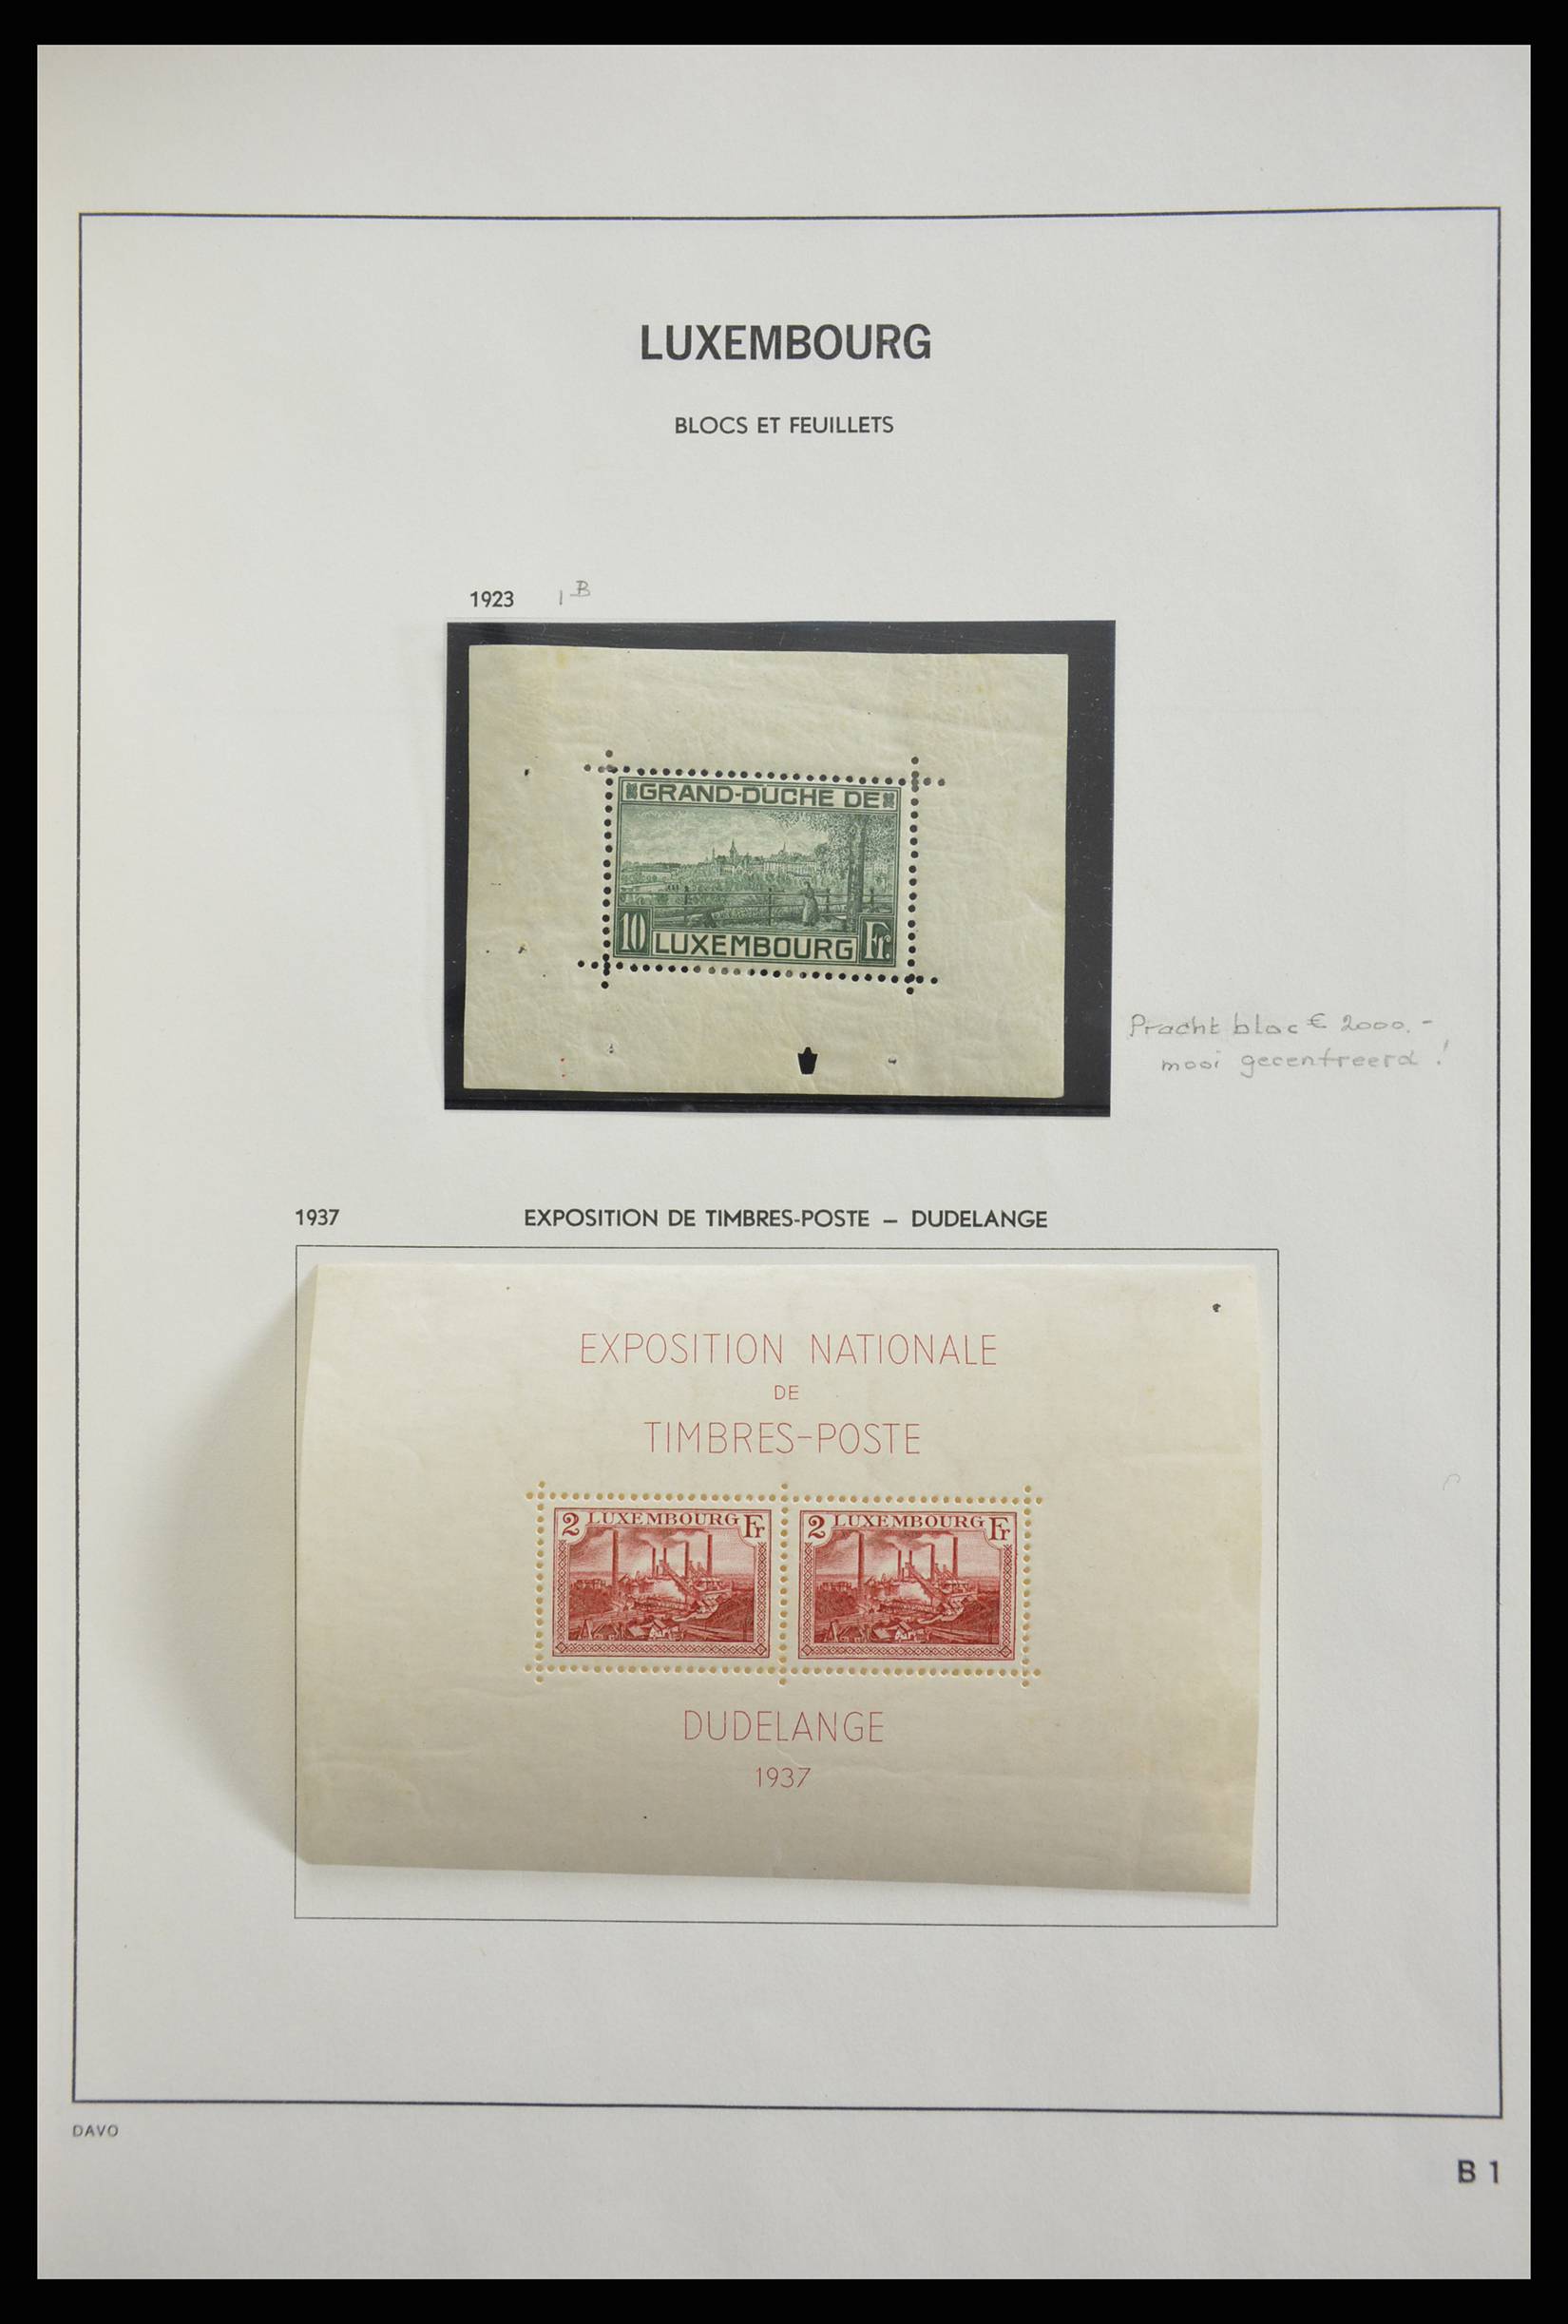 LUXEMBOURG
BLOCS ET FEUILLETS
1923 1B
GRAND-DUCHE DE
10 LUXEMBOURG Fr.
Pracht bloc € 2000.-
mooi gecentreerd !
1937 EXPOSITION DE TIMBRES-POSTE – DUDELANGE
EXPOSITION NATIONALE
DE
TIMBRES-POSTE
2 LUXEMBOURG Fr
2 LUXEMBOURG Fr
DUDELANGE
1937
DAVO
B 1